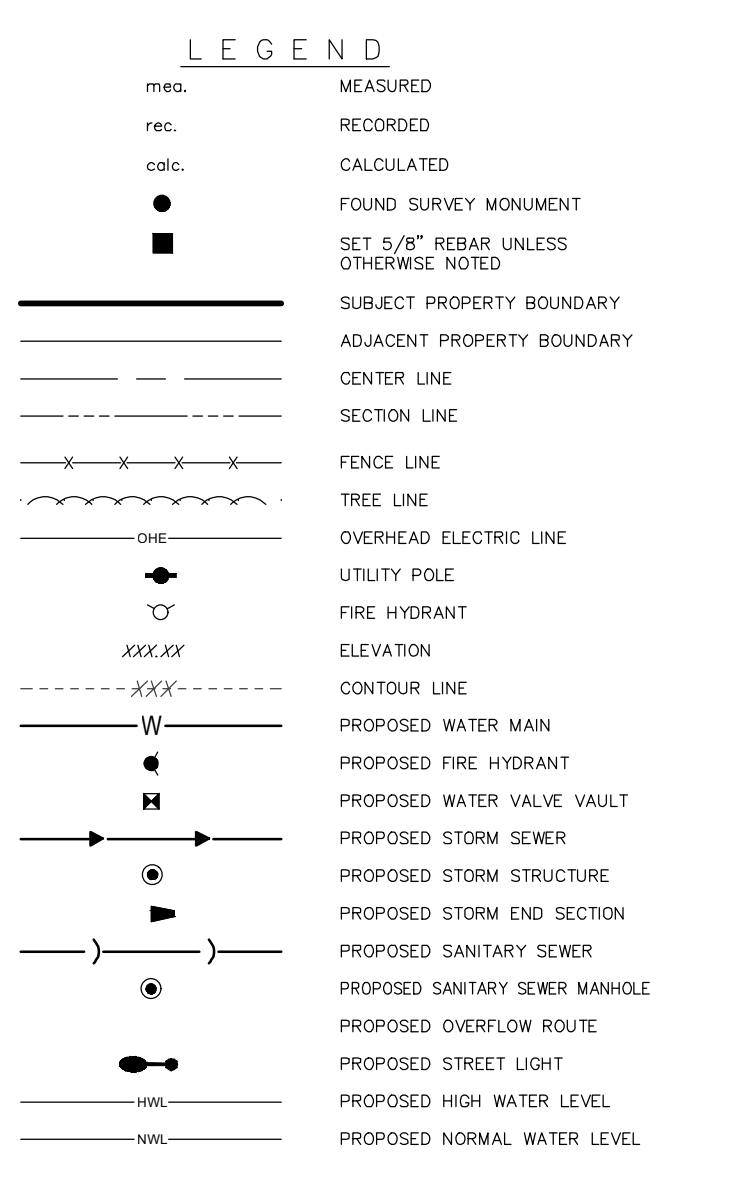 LEGEND
mea. MEASURED
rec. RECORDED
calc. CALCULATED
FOUND SURVEY MONUMENT
SET 5/8" REBAR UNLESS
OTHERWISE NOTED
SUBJECT PROPERTY BOUNDARY
ADJACENT PROPERTY BOUNDARY
CENTER LINE
SECTION LINE
X X X X FENCE LINE
TREE LINE
OHE OVERHEAD ELECTRIC LINE
UTILITY POLE
FIRE HYDRANT
XXX.XX ELEVATION
XXX CONTOUR LINE
W PROPOSED WATER MAIN
PROPOSED FIRE HYDRANT
PROPOSED WATER VALVE VAULT
PROPOSED STORM SEWER
PROPOSED STORM STRUCTURE
PROPOSED STORM END SECTION
PROPOSED SANITARY SEWER
PROPOSED SANITARY SEWER MANHOLE
PROPOSED OVERFLOW ROUTE
PROPOSED STREET LIGHT
HWL PROPOSED HIGH WATER LEVEL
NWL PROPOSED NORMAL WATER LEVEL